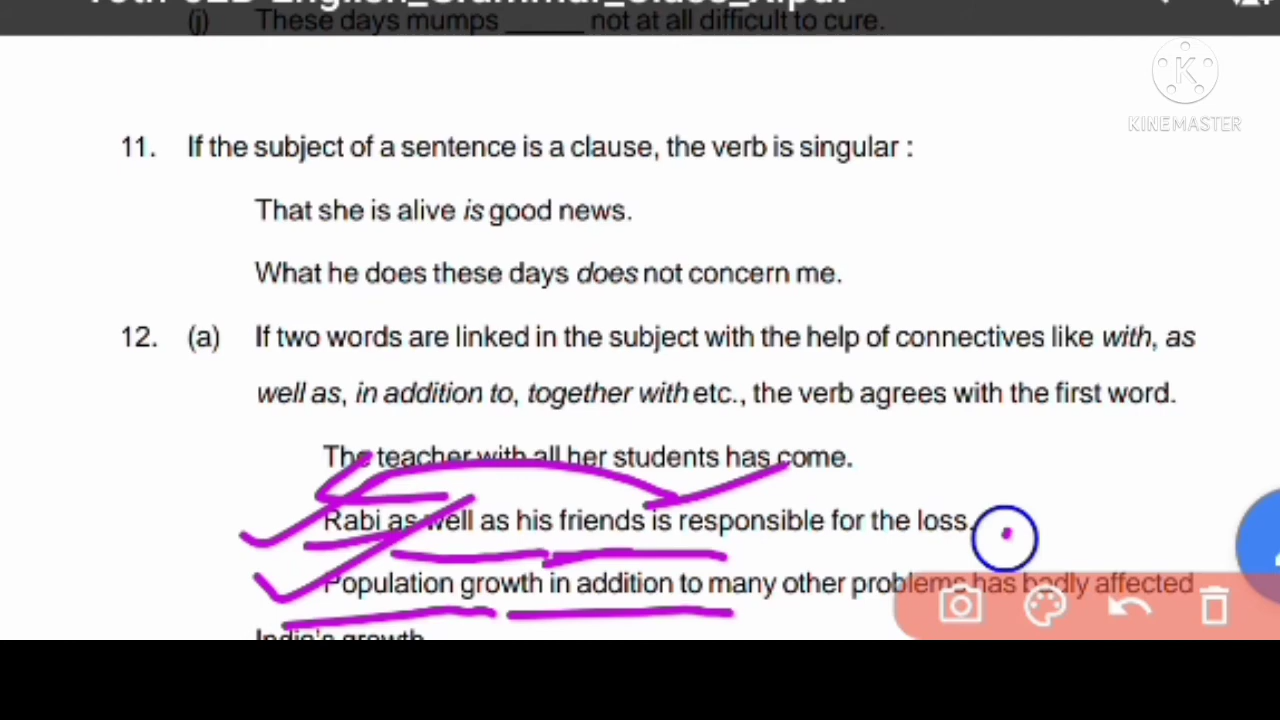 (j) These days mumps _____ not at all difficult to cure.
KINEMASTER
11. If the subject of a sentence is a clause, the verb is singular :
That she is alive is good news.
What he does these days does not concern me.
12. (a) If two words are linked in the subject with the help of connectives like with, as
well as, in addition to, together with etc., the verb agrees with the first word.
The teacher with all her students has come.
Rabi as well as his friends is responsible for the loss.
Population growth in addition to many other problems has badly affected
India's growth